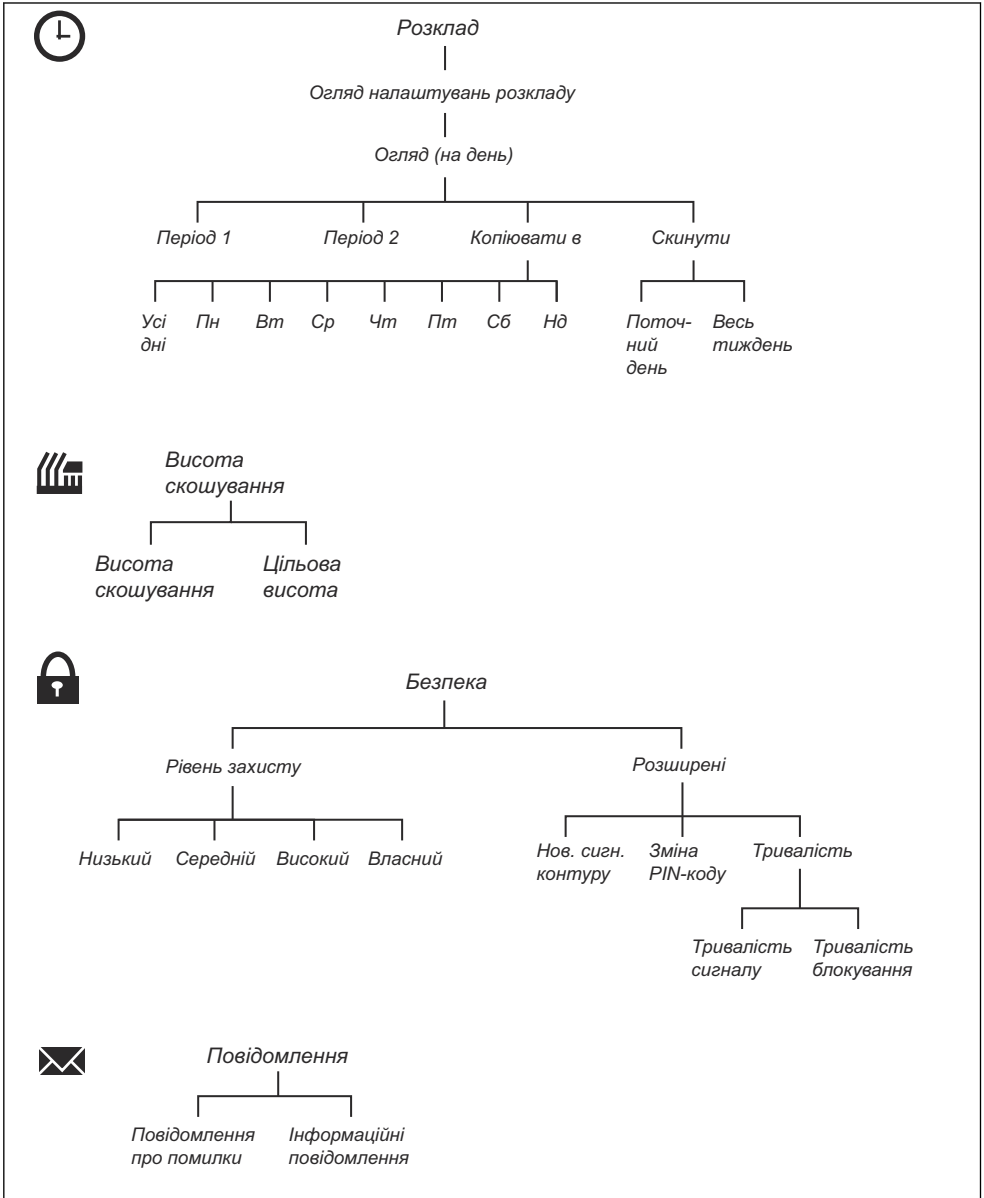 Розклад
Огляд налаштувань розкладу
Огляд (на день)
Період 1 Період 2 Копіювати в Скинути
Усі дні Пн Вт Ср Чт Пт Сб Нд Поточ-
ний
день Весь
тиждень
Висота
скошування
Висота
скошування
Цільова
висота
Безпека
Рівень захисту Розширені
Низький Середній Високий Власний
Нов. сигн.
контуру
Зміна
PIN-коду
Тривалість
Тривалість
сигналу
Тривалість
блокування
Повідомлення
Повідомлення
про помилки
Інформаційні
повідомлення